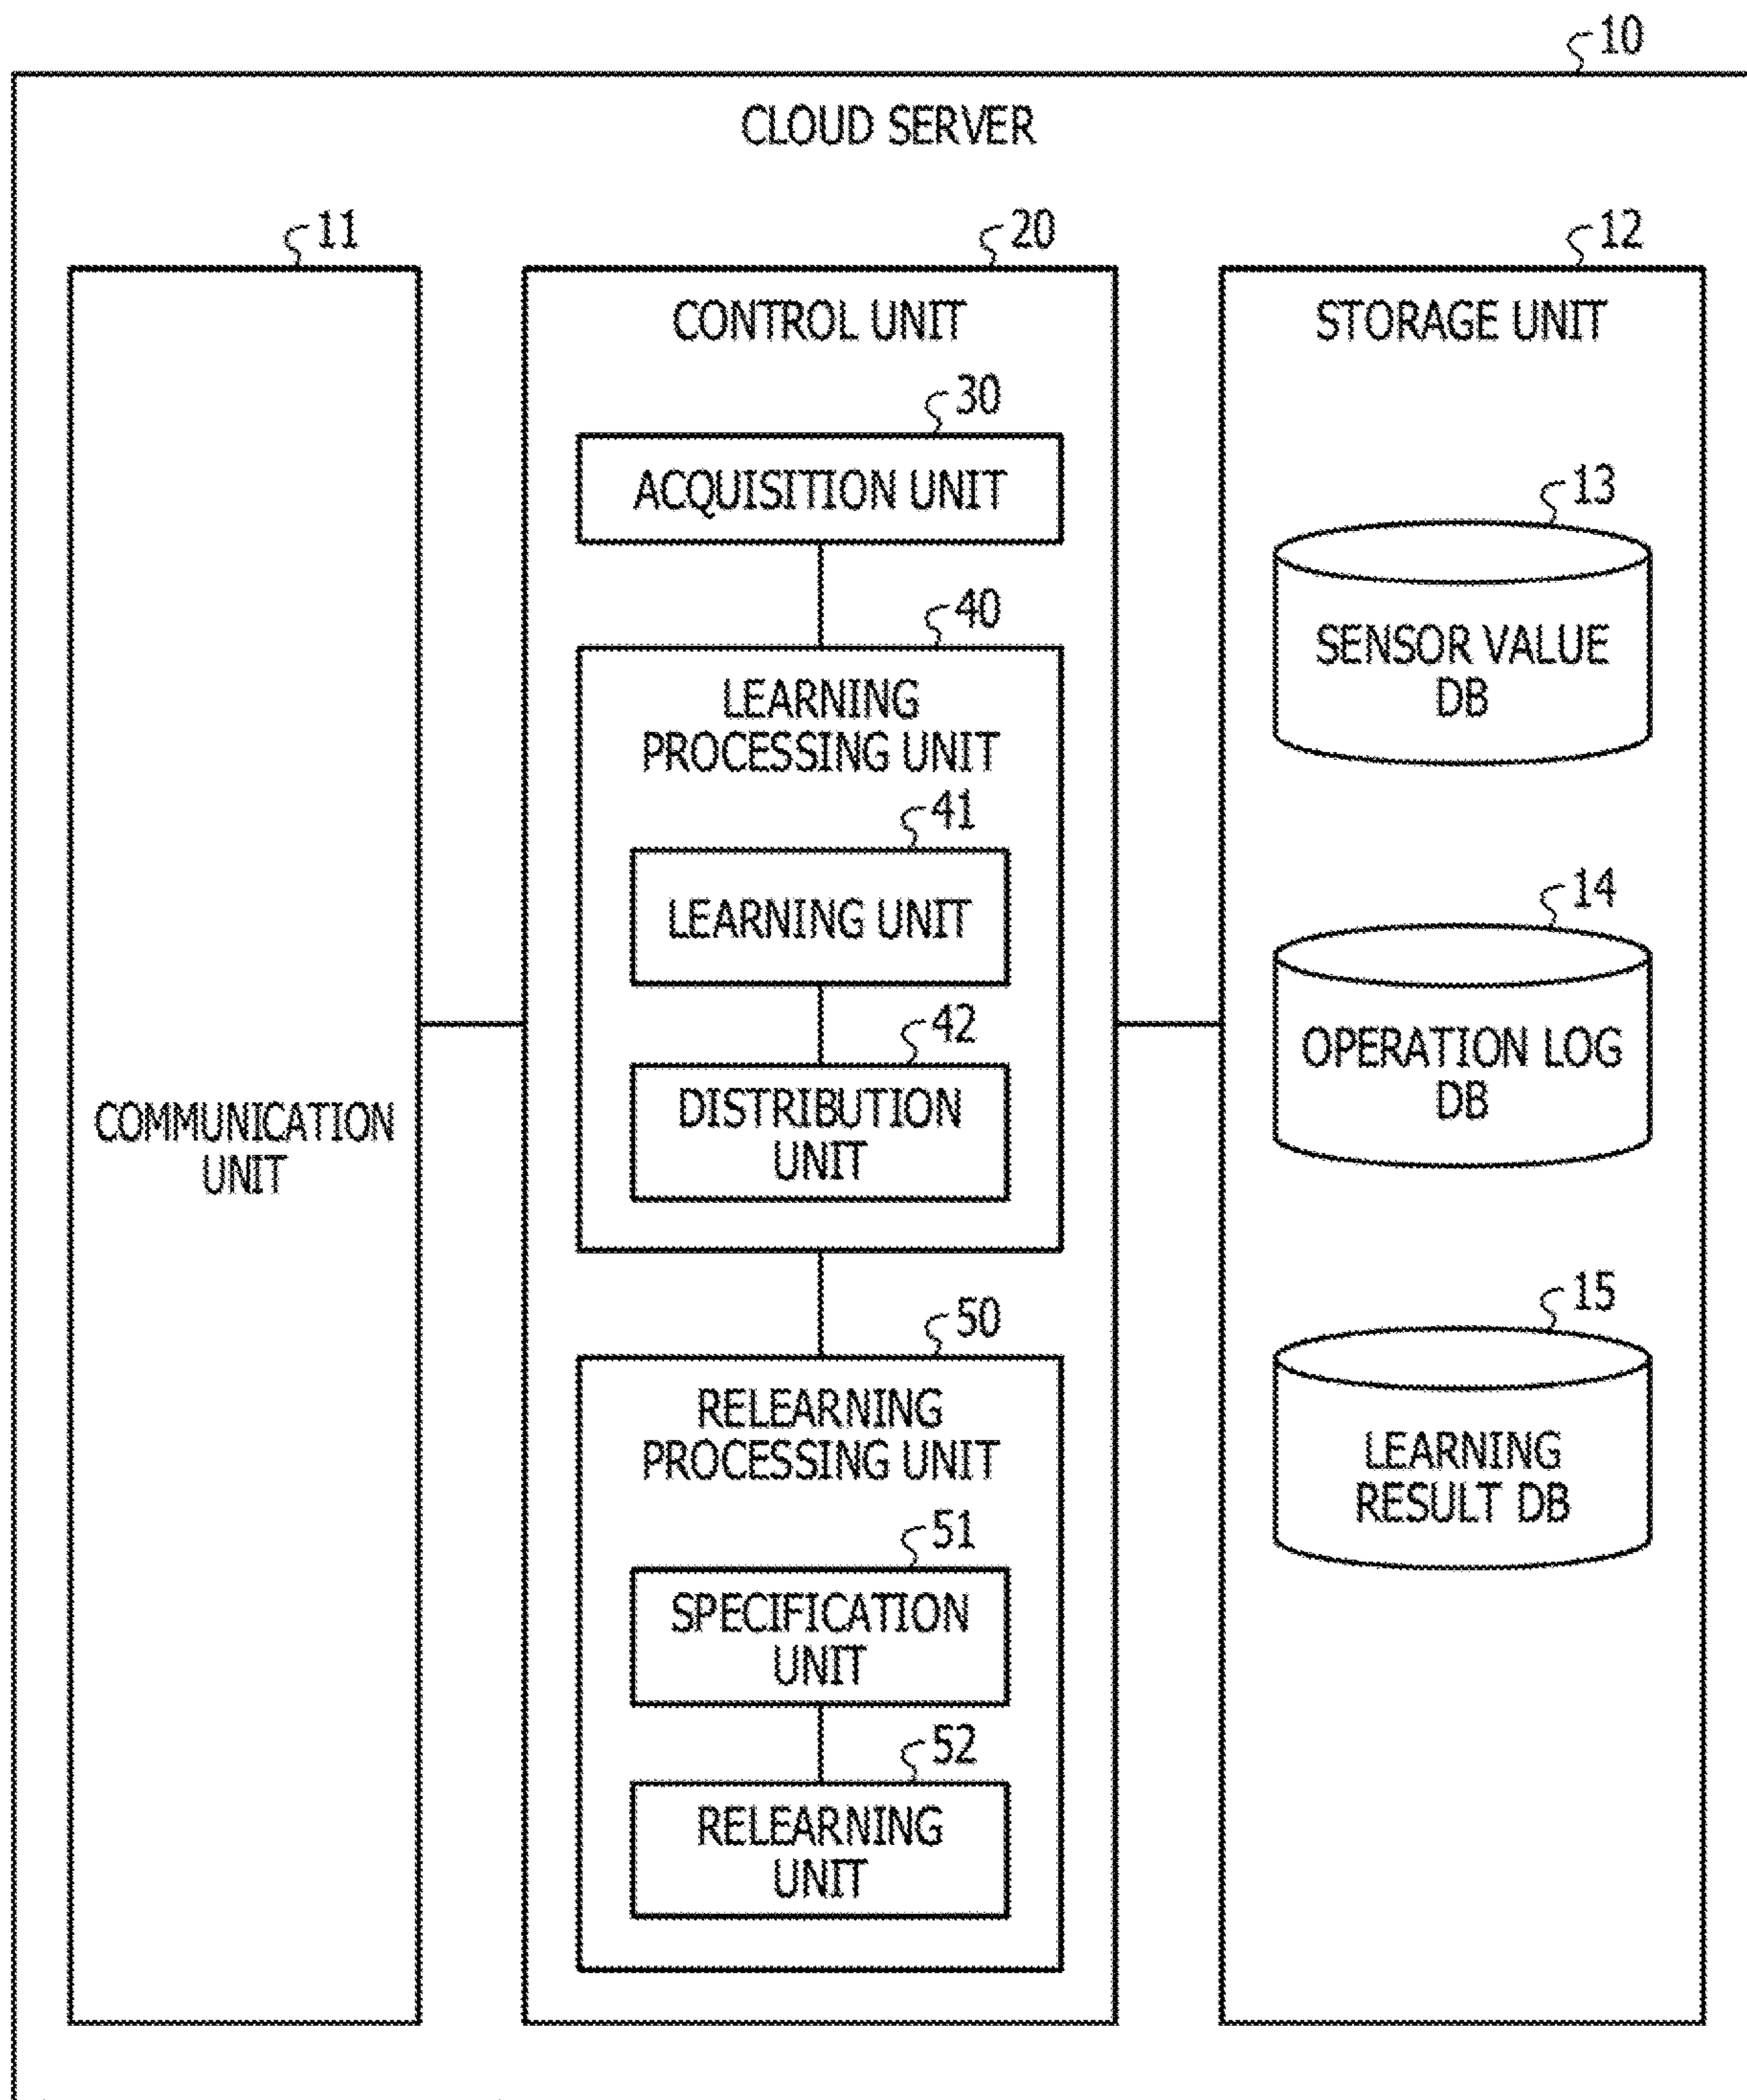 10
CLOUD SERVER
11
COMMUNICATION
UNIT
20
CONTROL UNIT
30
ACQUISITION UNIT
40
LEARNING
PROCESSING UNIT
41
LEARNING UNIT
42
DISTRIBUTION
UNIT
50
RELEARNING
PROCESSING UNIT
51
SPECIFICATION
UNIT
52
RELEARNING
UNIT
12
STORAGE UNIT
13
SENSOR VALUE
DB
14
OPERATION LOG
DB
15
LEARNING
RESULT DB